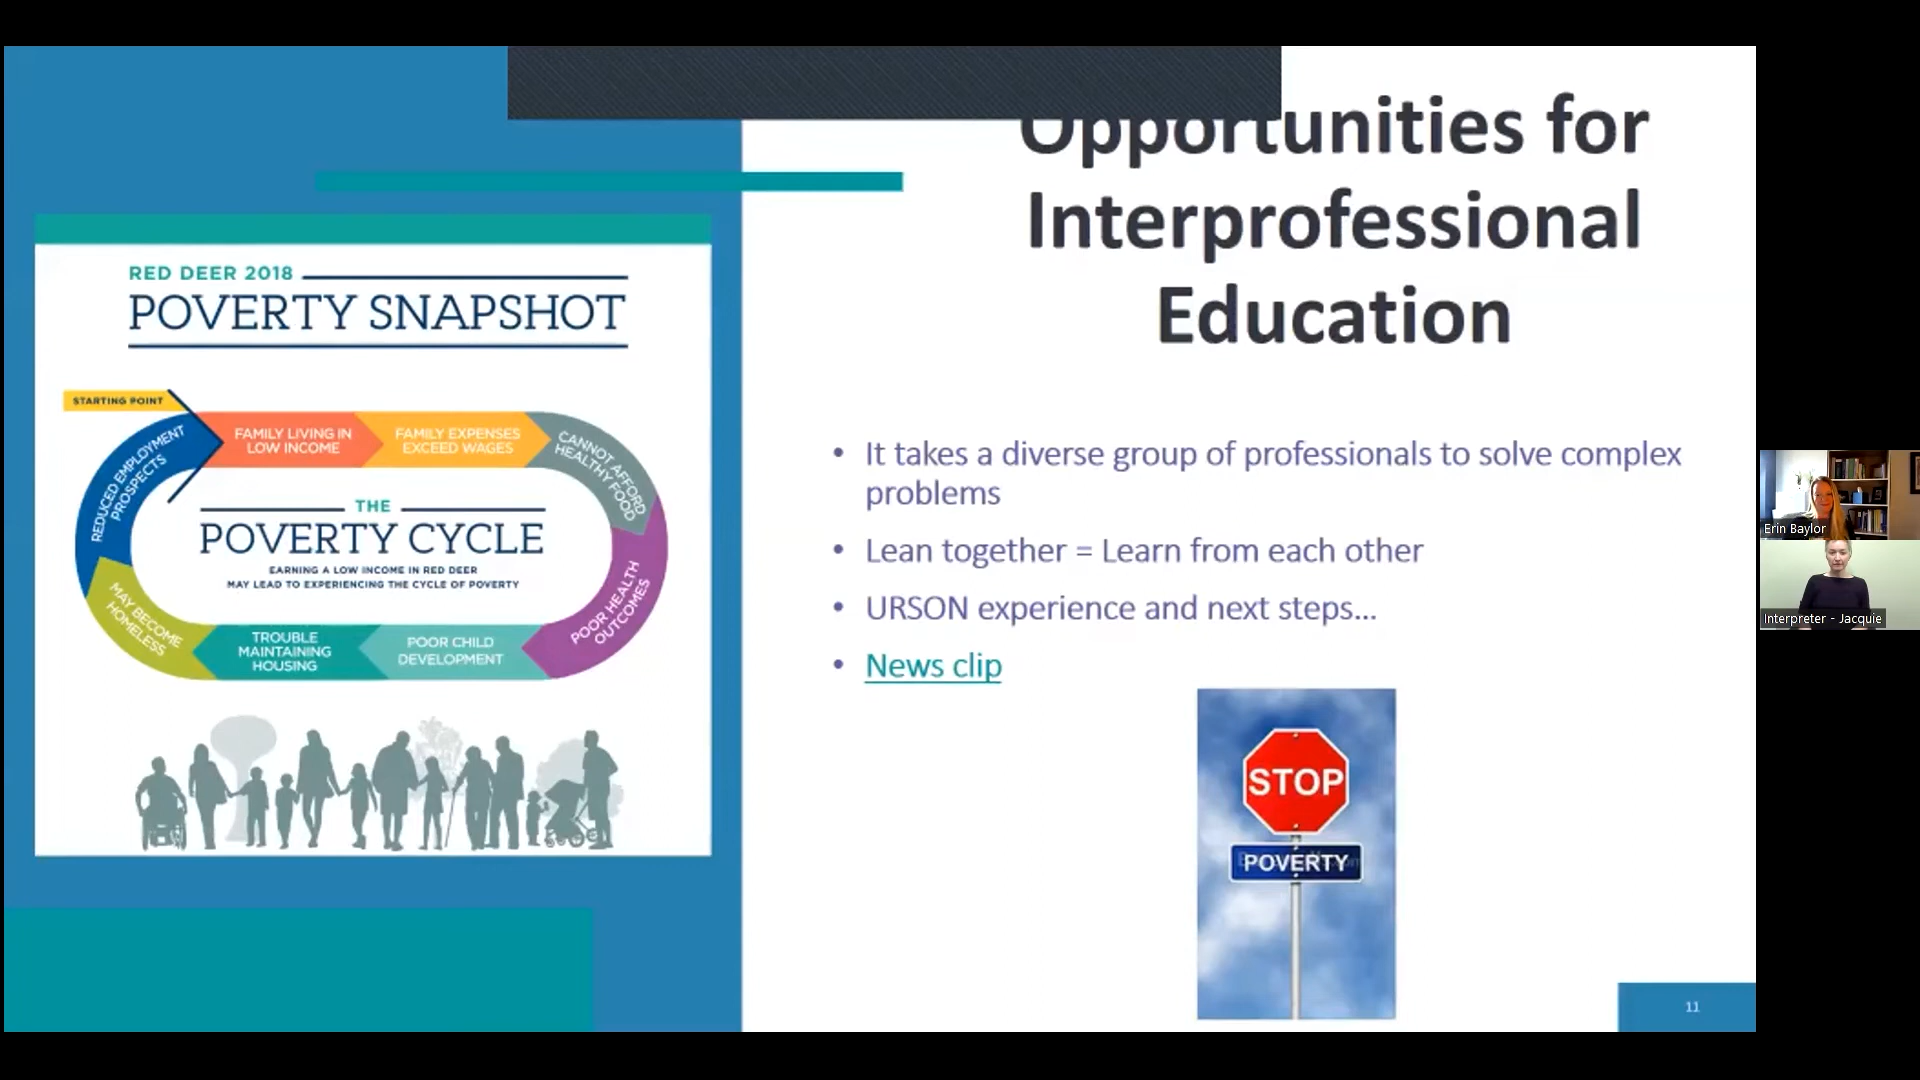 Opportunities for
Interprofessional
Education
RED DEER 2018
POVERTY SNAPSHOT
STARTING POINT
FAMILY LIVING IN
LOW INCOME
FAMILY EXPENSES
EXCEED WAGES
CANNOT AFFORD
HEALTHY FOOD
POOR HEALTH
OUTCOMES
POOR CHILD
DEVELOPMENT
TROUBLE
MAINTAINING
HOUSING
MAY BECOME
HOMELESS
REDUCED EMPLOYMENT
PROSPECTS
THE
POVERTY CYCLE
EARNING A LOW INCOME IN RED DEER
MAY LEAD TO EXPERIENCING THE CYCLE OF POVERTY
• It takes a diverse group of professionals to solve complex
problems
• Lean together = Learn from each other
• URSON experience and next steps...
• News clip
STOP
POVERTY
11
Erin Baylor
Interpreter - Jacquie